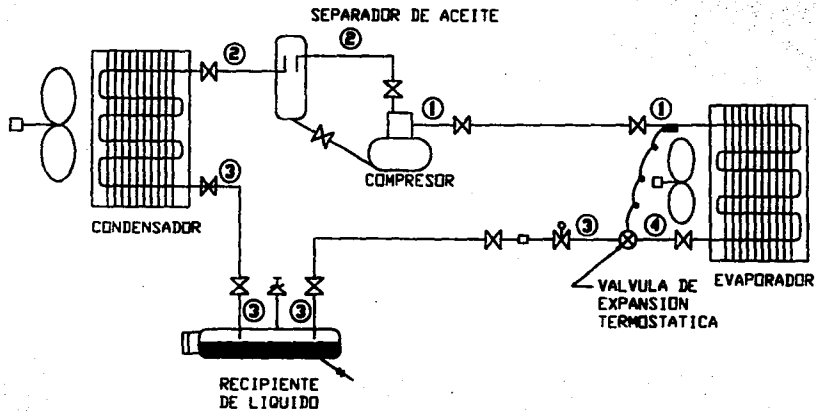 SEPARADOR DE ACEITE
②
②
①
①
COMPRESOR
③
CONDENSADOR
③
④
EVAPORADOR
VALVULA DE
EXPANSION
TERMOSTATICA
③
③
RECIPIENTE
DE LIQUIDO